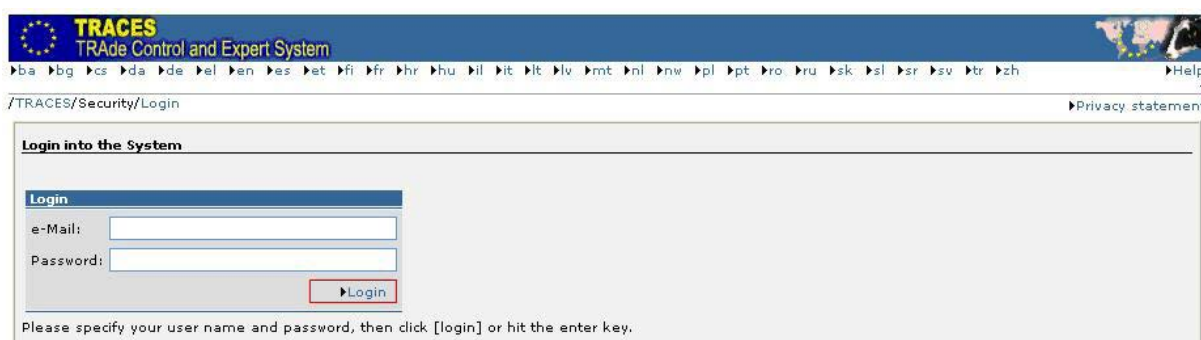 TRACES
TRAde Control and Expert System
ba bg cs da de el en es et fi fr hr hu il it lt lv mt nl nw pl pt ro ru sk sl sr sv tr zh Help
/TRACES/Security/Login Privacy statemen
Login into the System
Login
e-Mail:
Password:
Login
Please specify your user name and password, then click [login] or hit the enter key.